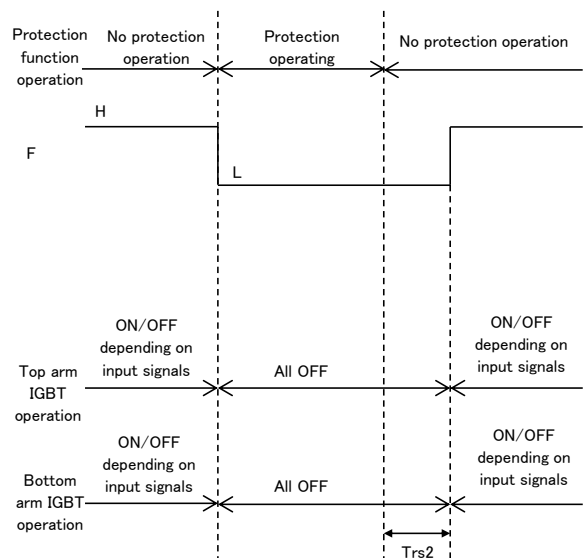 Protection
function
operation
No protection
operation
Protection
operating
No protection operation
H
F
L
Top arm
IGBT
operation
ON/OFF
depending on
input signals
All OFF
ON/OFF
depending on
input signals
Bottom
arm IGBT
operation
ON/OFF
depending on
input signals
All OFF
ON/OFF
depending on
input signals
Trs2